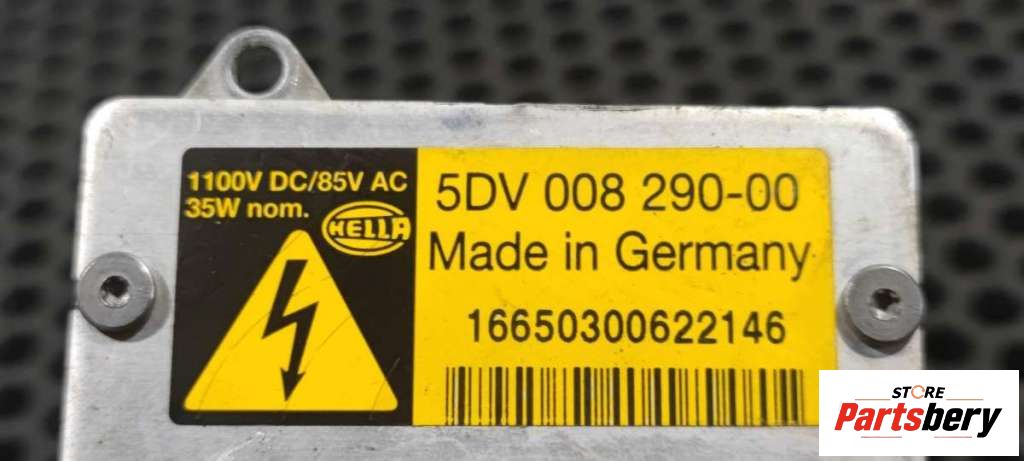 1100V DC/85V AC
35W nom.
HELLA
5DV 008 290-00
Made in Germany
16650300622146
STORE
Partsbery